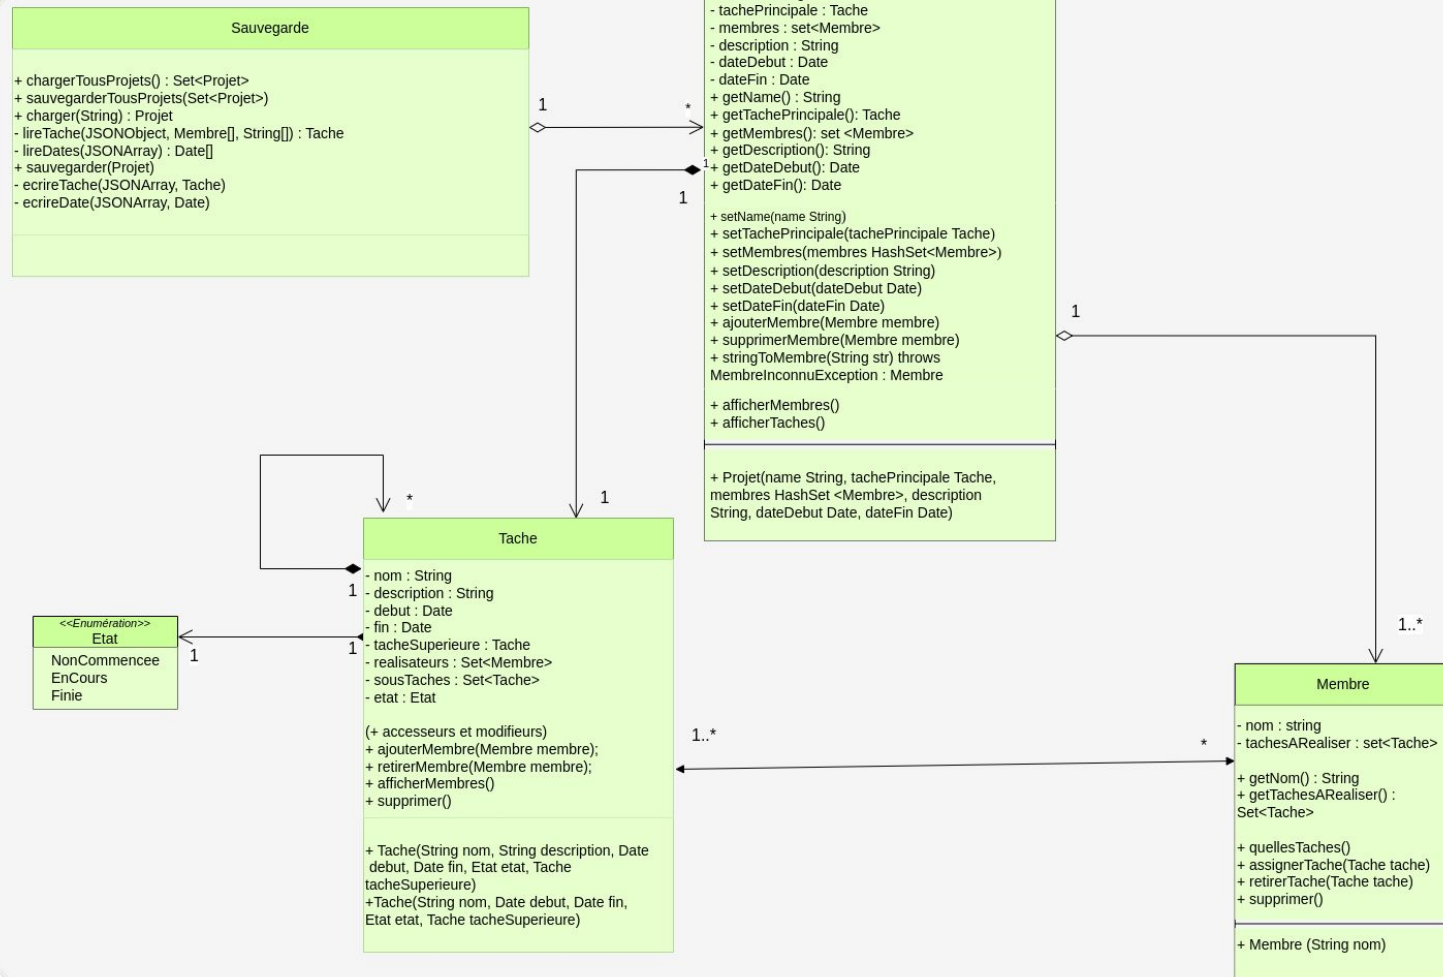 Sauvegarde
+ chargerTousProjets() : Set<Projet>
+ sauvegarderTousProjets(Set<Projet>)
+ charger(String) : Projet
- lireTache(JSONObject, Membre[], String[]) : Tache
- lireDates(JSONArray) : Date[]
+ sauvegarder(Projet)
- ecrireTache(JSONArray, Tache)
- ecrireDate(JSONArray, Date)
1
*
1
1
- tachePrincipale : Tache
- membres : set<Membre>
- description : String
- dateDebut : Date
- dateFin : Date
+ getName() : String
+ getTachePrincipale(): Tache
+ getMembres(): set <Membre>
+ getDescription(): String
+ getDateDebut(): Date
+ getDateFin(): Date
+ setName(name String)
+ setTachePrincipale(tachePrincipale Tache)
+ setMembres(membres HashSet<Membre>)
+ setDescription(description String)
+ setDateDebut(dateDebut Date)
+ setDateFin(dateFin Date)
+ ajouterMembre(Membre membre)
+ supprimerMembre(Membre membre)
+ stringToMembre(String str) throws
MembreInconnuException : Membre
+ afficherMembres()
+ afficherTaches()
+ Projet(name String, tachePrincipale Tache,
membres HashSet <Membre>, description
String, dateDebut Date, dateFin Date)
1
1..*
*
1
1
Tache
- nom : String
- description : String
- debut : Date
- fin : Date
- tacheSuperieure : Tache
- realisateurs : Set<Membre>
- sousTaches : Set<Tache>
- etat : Etat
(+ accesseurs et modifieurs)
+ ajouterMembre(Membre membre);
+ retirerMembre(Membre membre);
+ afficherMembres()
+ supprimer()
+ Tache(String nom, String description, Date
debut, Date fin, Etat etat, Tache
tacheSuperieure)
+Tache(String nom, Date debut, Date fin,
Etat etat, Tache tacheSuperieure)
<<Enumération>>
Etat
NonCommencee
EnCours
Finie
1
1
1..*
*
Membre
- nom : string
- tachesARealiser : set<Tache>
+ getNom() : String
+ getTachesARealiser() :
Set<Tache>
+ quellesTaches()
+ assignerTache(Tache tache)
+ retirerTache(Tache tache)
+ supprimer()
+ Membre (String nom)